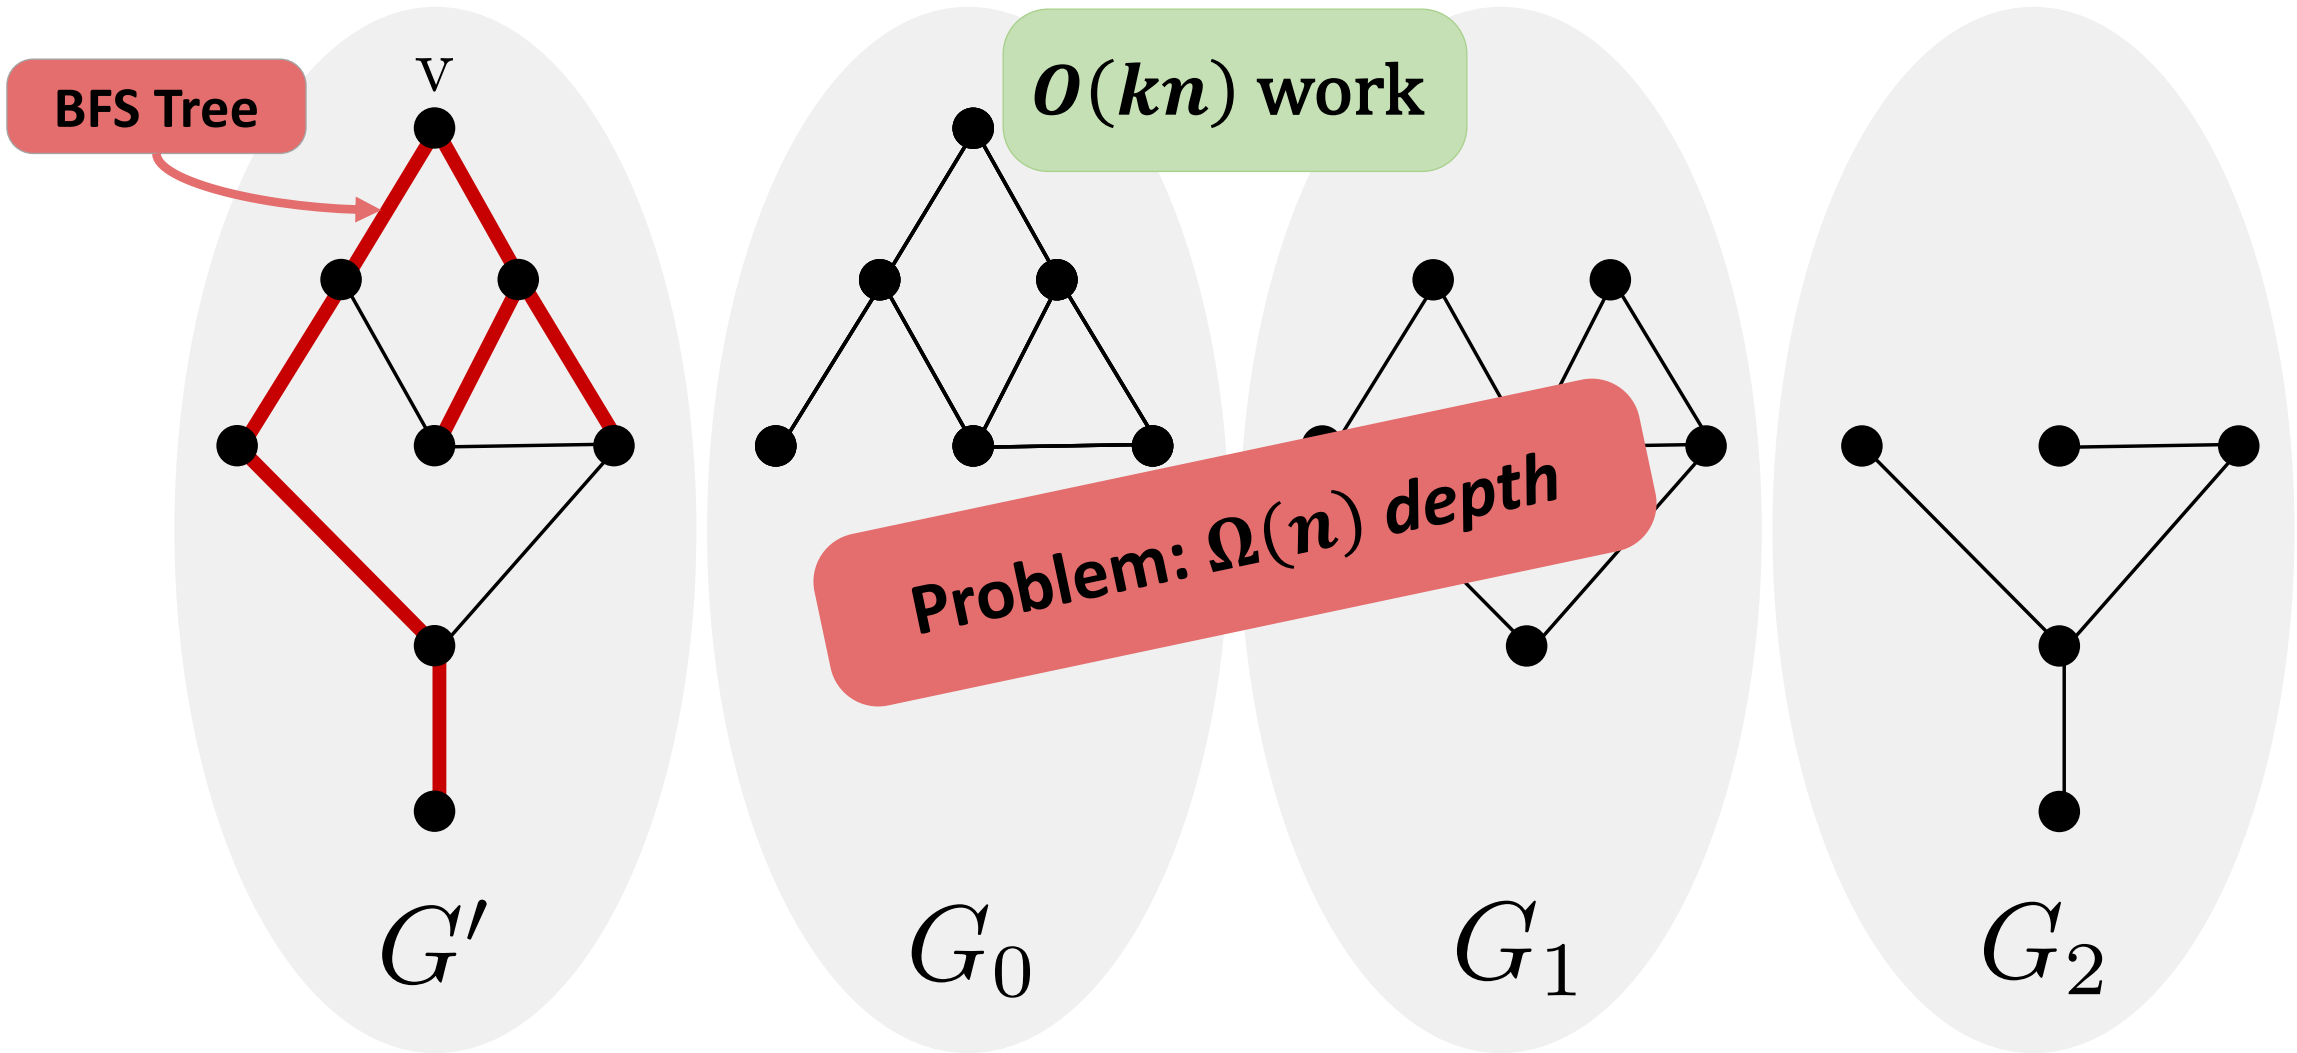 BFS Tree
v
O(kn) work
Problem: Ω(n) depth
G′
G₀
G₁
G₂